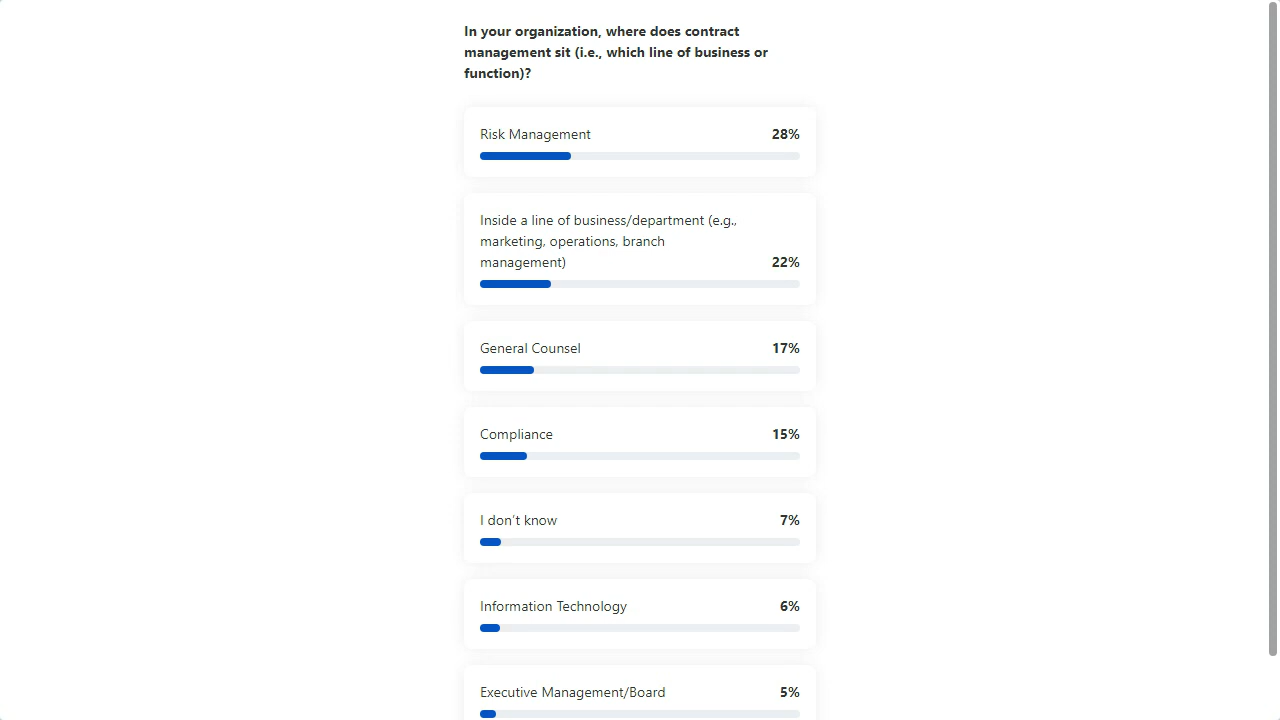 In your organization, where does contract
management sit (i.e., which line of business or
function)?
Risk Management 28%
Inside a line of business/department (e.g.,
marketing, operations, branch
management) 22%
General Counsel 17%
Compliance 15%
I don’t know 7%
Information Technology 6%
Executive Management/Board 5%